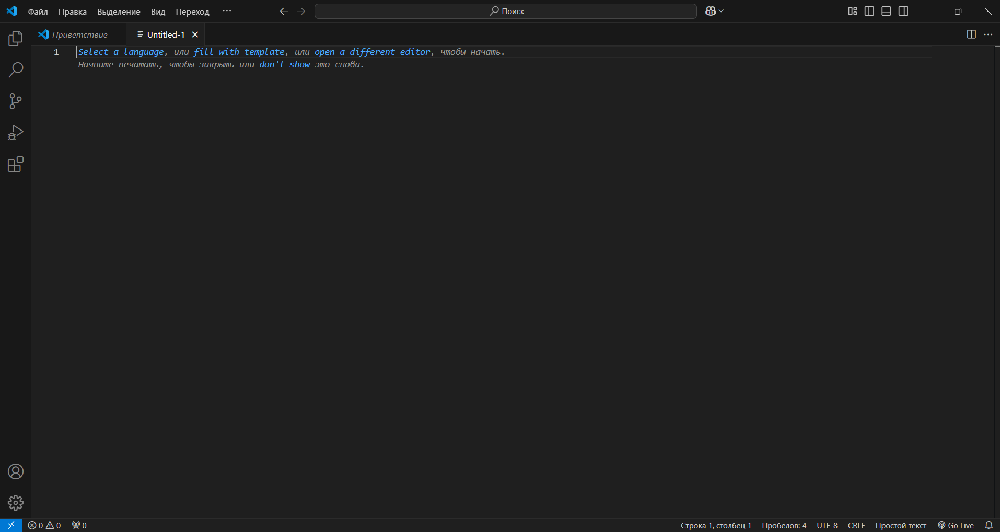 Файл Правка Выделение Вид Переход ··· Поиск
Приветствие Untitled-1
1 Select a language, или fill with template, или open a different editor, чтобы начать.
Начните печатать, чтобы закрыть или don't show это снова.
0 0 0 Строка 1, столбец 1 Пробелов: 4 UTF-8 CRLF Простой текст Go Live